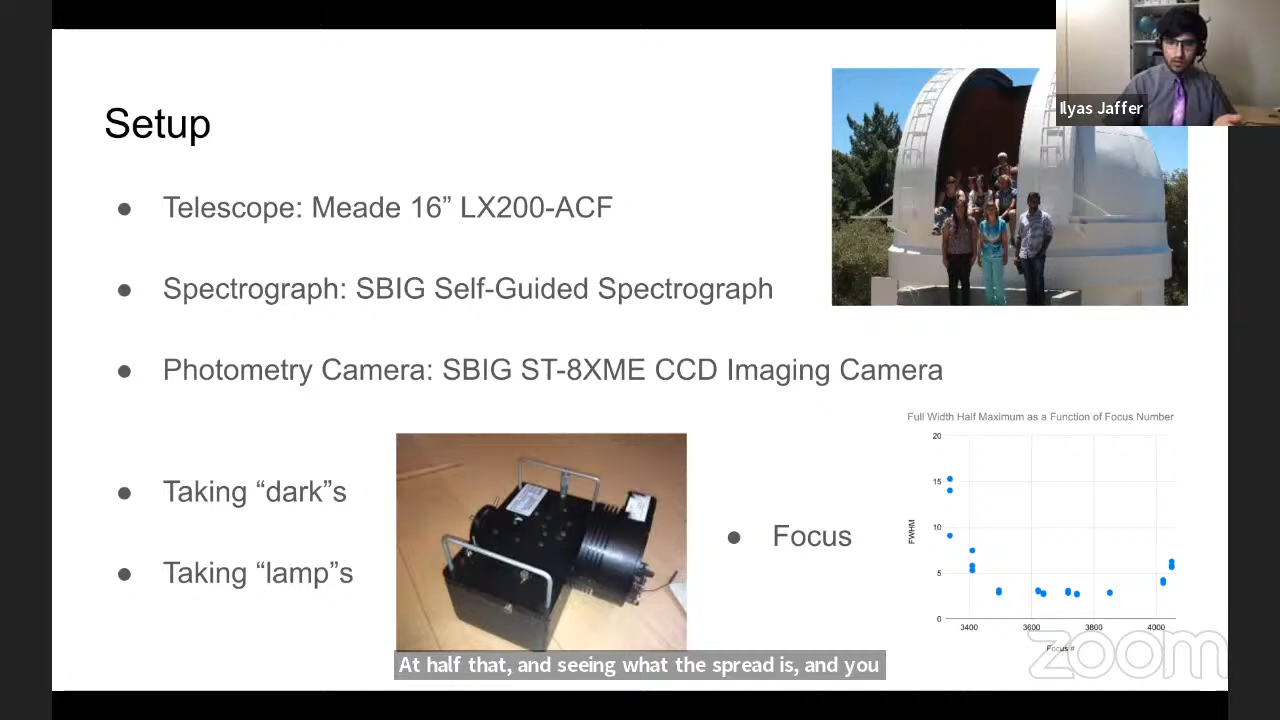 Ilyas Jaffer
Setup
● Telescope: Meade 16” LX200-ACF
● Spectrograph: SBIG Self-Guided Spectrograph
● Photometry Camera: SBIG ST-8XME CCD Imaging Camera
● Taking “dark”s
● Taking “lamp”s
● Focus
Full Width Half Maximum as a Function of Focus Number
20
15
10
5
0
FWHM
3400 3600 3800 4000
Focus #
zoom
At half that, and seeing what the spread is, and you